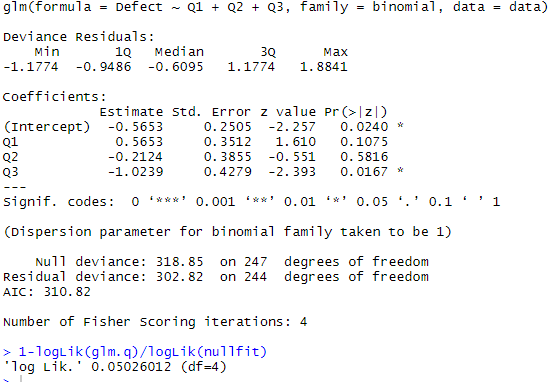 glm(formula = Defect ~ Q1 + Q2 + Q3, family = binomial, data = data)
Deviance Residuals:
    Min       1Q   Median       3Q      Max
-1.1774  -0.9486  -0.6095   1.1774   1.8841
Coefficients:
            Estimate Std. Error z value Pr(>|z|)
(Intercept)  -0.5653     0.2505  -2.257   0.0240 *
Q1            0.5653     0.3512   1.610   0.1075
Q2           -0.2124     0.3855  -0.551   0.5816
Q3           -1.0239     0.4279  -2.393   0.0167 *
---
Signif. codes:  0 ‘***’ 0.001 ‘**’ 0.01 ‘*’ 0.05 ‘.’ 0.1 ‘ ’ 1
(Dispersion parameter for binomial family taken to be 1)
    Null deviance: 318.85  on 247  degrees of freedom
Residual deviance: 302.82  on 244  degrees of freedom
AIC: 310.82
Number of Fisher Scoring iterations: 4
> 1-logLik(glm.q)/logLik(nullfit)
'log Lik.' 0.05026012 (df=4)
>